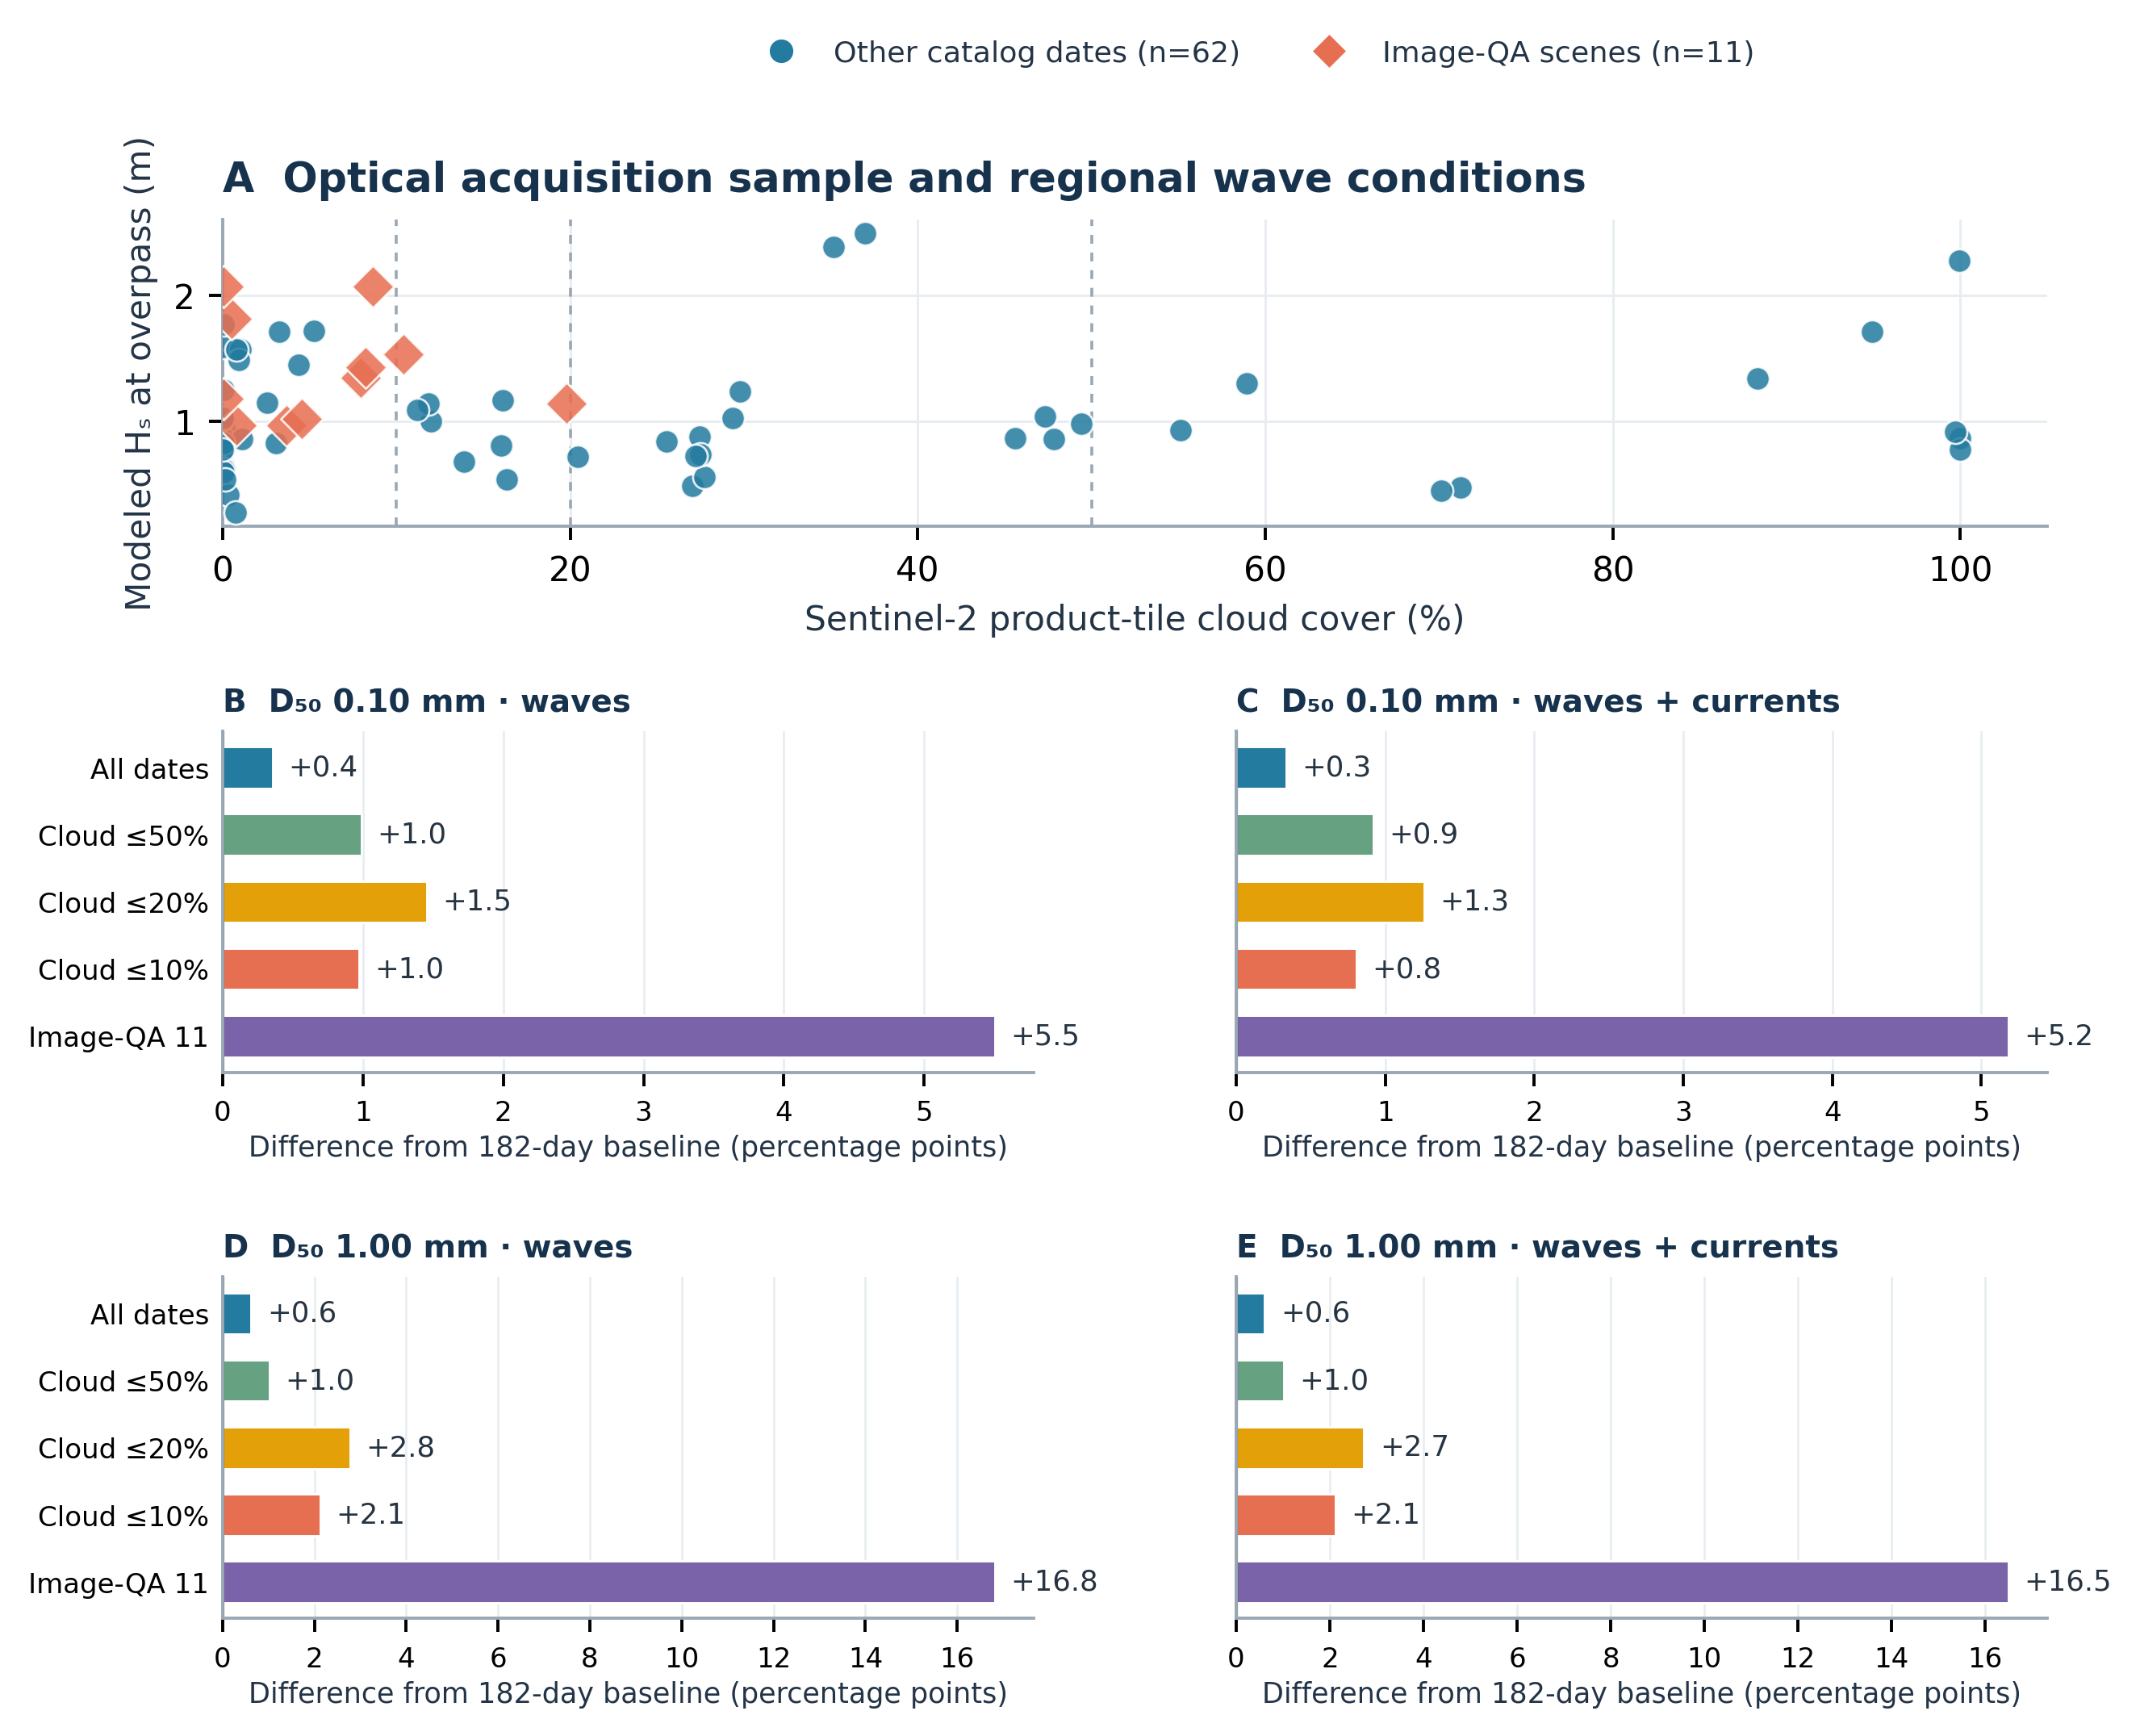 Other catalog dates (n=62)
Image-QA scenes (n=11)
A Optical acquisition sample and regional wave conditions
Modeled Hₛ at overpass (m)
2
1
0 20 40 60 80 100
Sentinel-2 product-tile cloud cover (%)
B D₅₀ 0.10 mm · waves
All dates +0.4
Cloud ≤50% +1.0
Cloud ≤20% +1.5
Cloud ≤10% +1.0
Image-QA 11 +5.5
0 1 2 3 4 5
Difference from 182-day baseline (percentage points)
C D₅₀ 0.10 mm · waves + currents
+0.3
+0.9
+1.3
+0.8
+5.2
0 1 2 3 4 5
Difference from 182-day baseline (percentage points)
D D₅₀ 1.00 mm · waves
All dates +0.6
Cloud ≤50% +1.0
Cloud ≤20% +2.8
Cloud ≤10% +2.1
Image-QA 11 +16.8
0 2 4 6 8 10 12 14 16
Difference from 182-day baseline (percentage points)
E D₅₀ 1.00 mm · waves + currents
+0.6
+1.0
+2.7
+2.1
+16.5
0 2 4 6 8 10 12 14 16
Difference from 182-day baseline (percentage points)